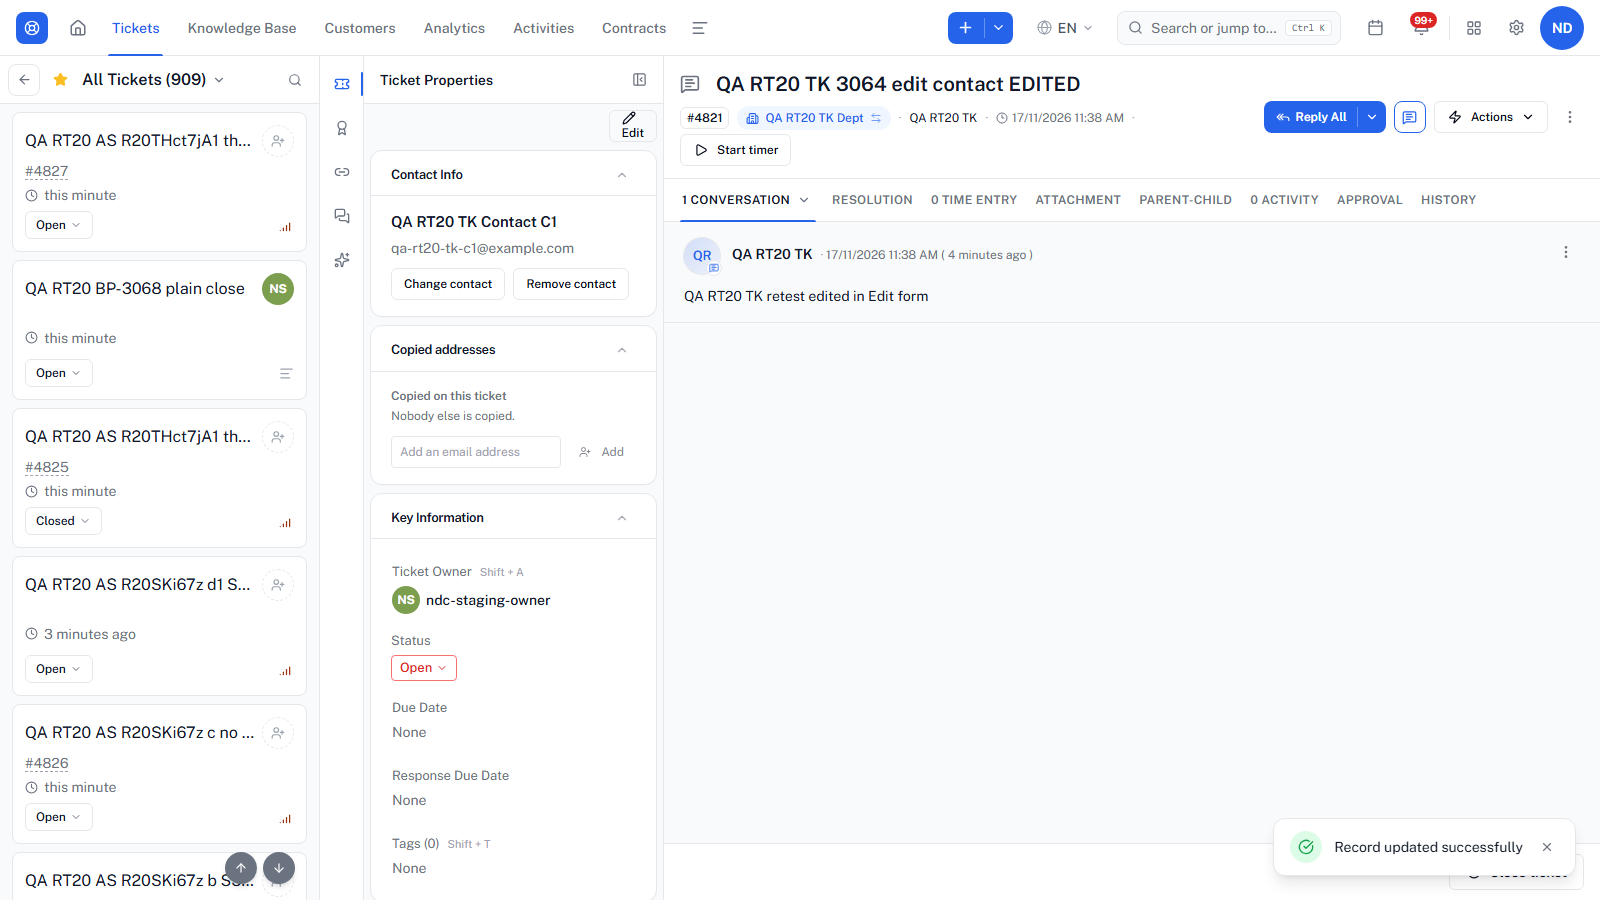 Tickets
Knowledge Base
Customers
Analytics
Activities
Contracts
EN
Search or jump to...
Ctrl K
99+
ND
All Tickets (909)
QA RT20 AS R20THct7jA1 th...
#4827
this minute
Open
QA RT20 BP-3068 plain close
NS
this minute
Open
QA RT20 AS R20THct7jA1 th...
#4825
this minute
Closed
QA RT20 AS R20SKi67z d1 S...
3 minutes ago
Open
QA RT20 AS R20SKi67z c no ...
#4826
this minute
Open
QA RT20 AS R20SKi67z b
Ticket Properties
Edit
Contact Info
QA RT20 TK Contact C1
qa-rt20-tk-c1@example.com
Change contact
Remove contact
Copied addresses
Copied on this ticket
Nobody else is copied.
Add an email address
Add
Key Information
Ticket Owner Shift + A
NS ndc-staging-owner
Status
Open
Due Date
None
Response Due Date
None
Tags (0) Shift + T
None
QA RT20 TK 3064 edit contact EDITED
#4821 QA RT20 TK Dept · QA RT20 TK · 17/11/2026 11:38 AM ·
Start timer
Reply All
Actions
1 CONVERSATION
RESOLUTION
0 TIME ENTRY
ATTACHMENT
PARENT-CHILD
0 ACTIVITY
APPROVAL
HISTORY
QR
QA RT20 TK · 17/11/2026 11:38 AM ( 4 minutes ago )
QA RT20 TK retest edited in Edit form
Record updated successfully